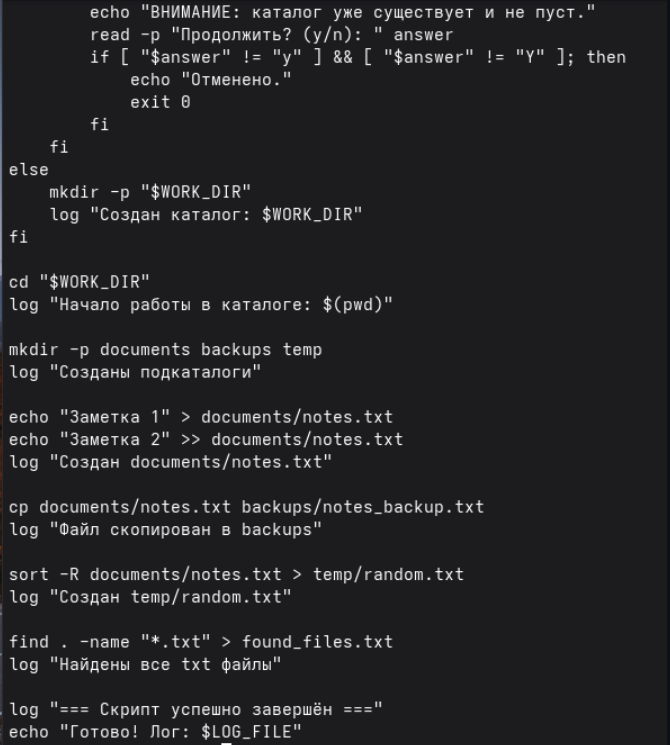 echo "ВНИМАНИЕ: каталог уже существует и не пуст."
        read -p "Продолжить? (y/n): " answer
        if [ "$answer" != "y" ] && [ "$answer" != "Y" ]; then
            echo "Отменено."
            exit 0
        fi
    fi
else
    mkdir -p "$WORK_DIR"
    log "Создан каталог: $WORK_DIR"
fi

cd "$WORK_DIR"
log "Начало работы в каталоге: $(pwd)"

mkdir -p documents backups temp
log "Созданы подкаталоги"

echo "Заметка 1" > documents/notes.txt
echo "Заметка 2" >> documents/notes.txt
log "Создан documents/notes.txt"

cp documents/notes.txt backups/notes_backup.txt
log "Файл скопирован в backups"

sort -R documents/notes.txt > temp/random.txt
log "Создан temp/random.txt"

find . -name "*.txt" > found_files.txt
log "Найдены все txt файлы"

log "=== Скрипт успешно завершён ==="
echo "Готово! Лог: $LOG_FILE"